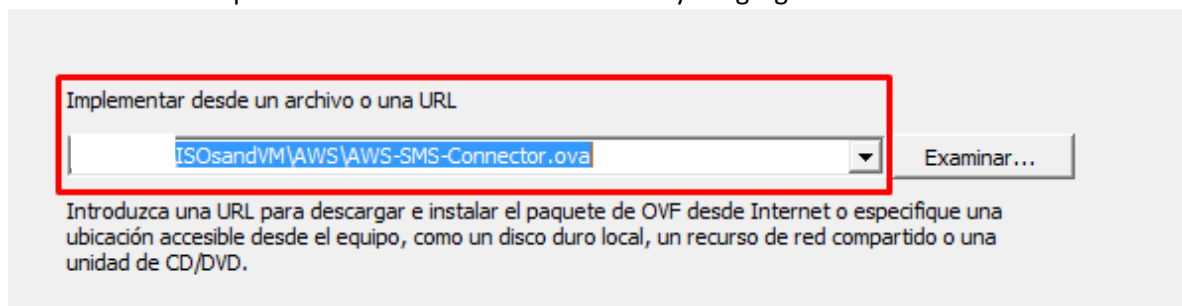 Implementar desde un archivo o una URL
ISOsandVM\AWS\AWS-SMS-Connector.ova
Examinar...
Introduzca una URL para descargar e instalar el paquete de OVF desde Internet o especifique una
ubicación accesible desde el equipo, como un disco duro local, un recurso de red compartido o una
unidad de CD/DVD.